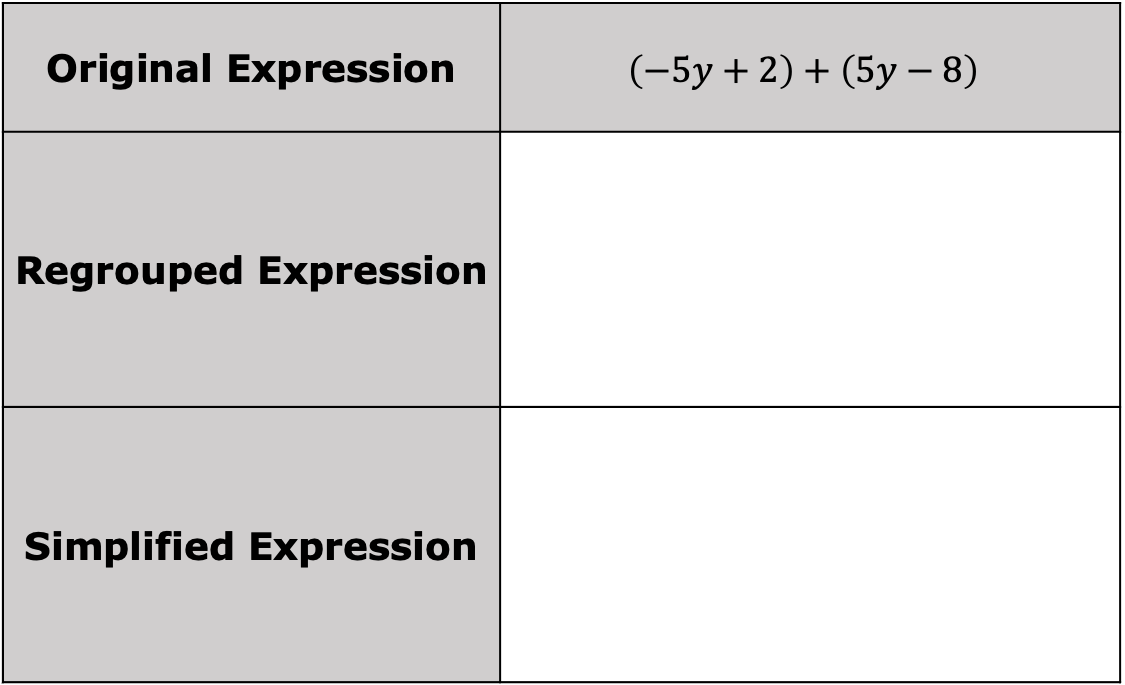 Original Expression
(−5y + 2) + (5y − 8)
Regrouped Expression
Simplified Expression